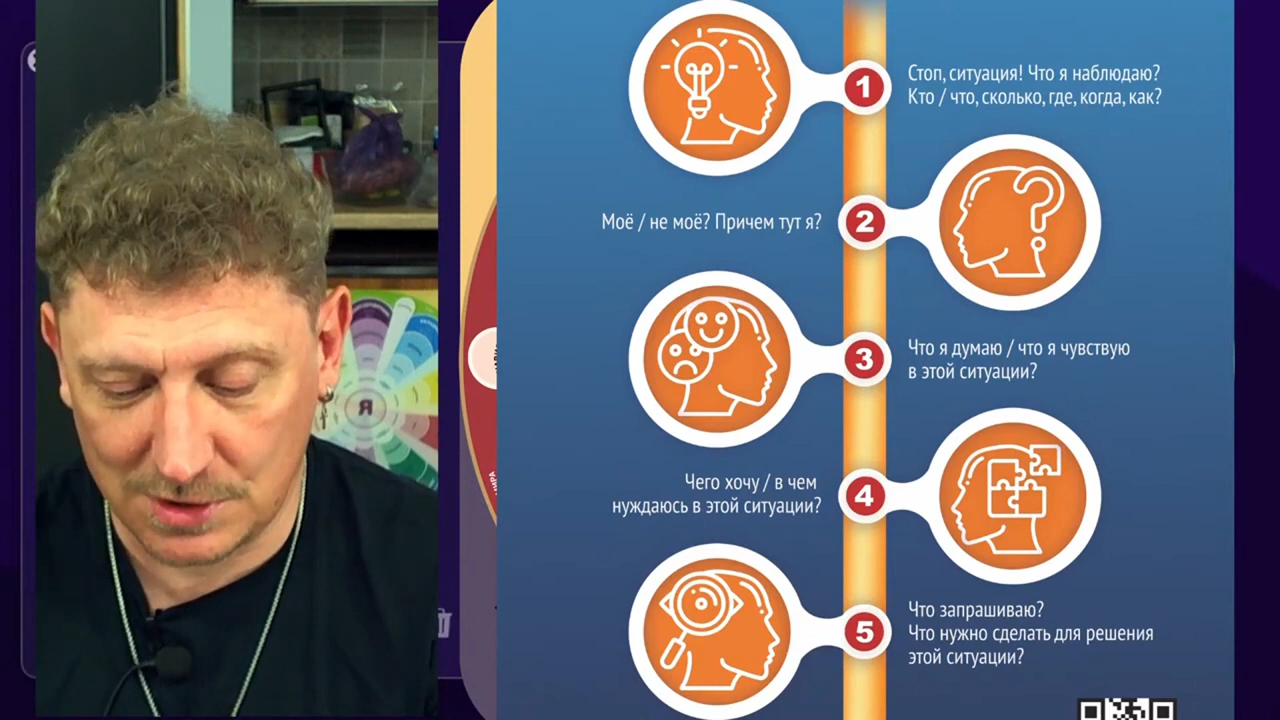 1
Стоп, ситуация! Что я наблюдаю?
Кто / что, сколько, где, когда, как?
Моё / не моё? Причем тут я?
2
3
Что я думаю / что я чувствую
в этой ситуации?
Чего хочу / в чем
нуждаюсь в этой ситуации?
4
5
Что запрашиваю?
Что нужно сделать для решения
этой ситуации?
Я